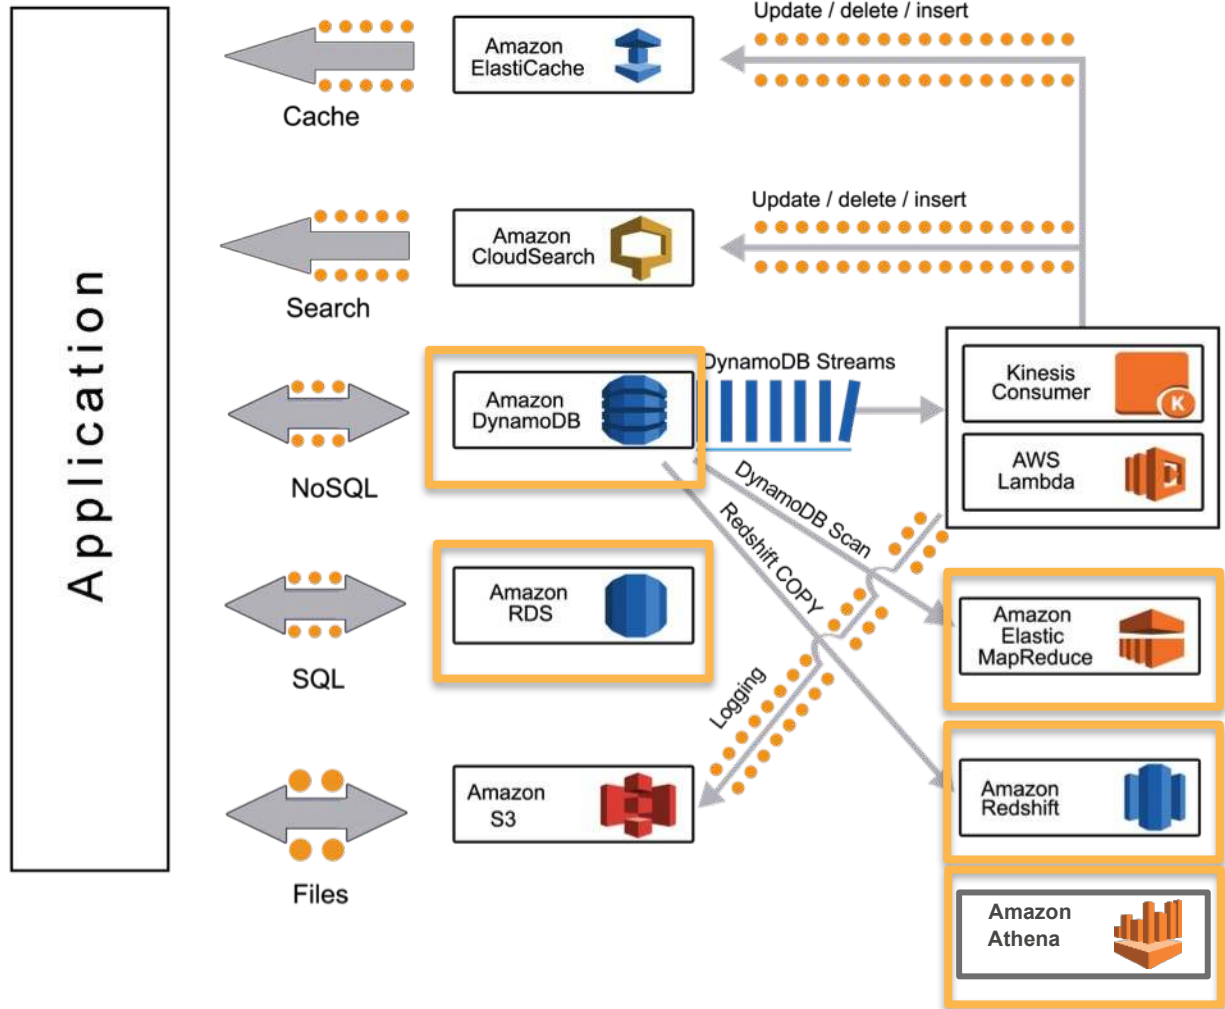 Application
Amazon
ElastiCache
Update / delete / insert
Cache
Amazon
CloudSearch
Update / delete / insert
Search
Amazon
DynamoDB
DynamoDB Streams
Kinesis
Consumer
K
AWS
Lambda
NoSQL
DynamoDB Scan
Redshift COPY
Amazon
RDS
SQL
Amazon
Elastic
MapReduce
Logging
Amazon
S3
Files
Amazon
Redshift
Amazon
Athena